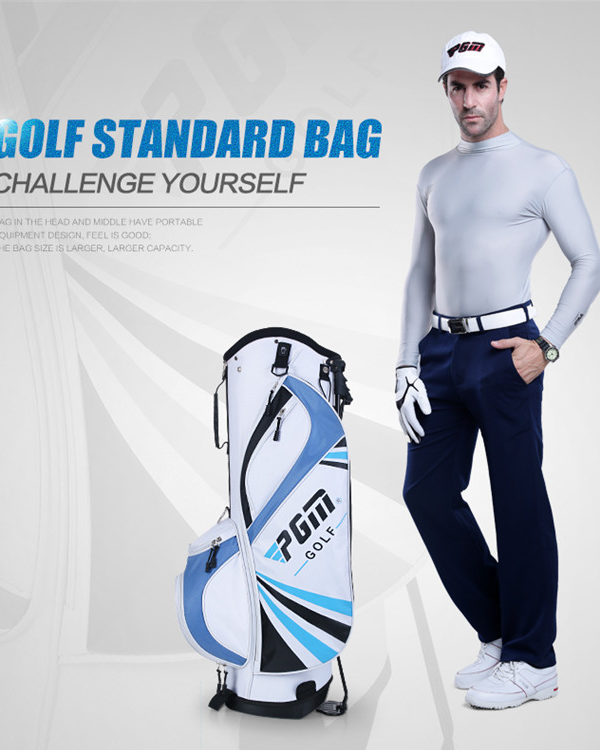 PGM
GOLF STANDARD BAG
CHALLENGE YOURSELF
AG IN THE HEAD AND MIDDLE HAVE PORTABLE
QUIPMENT DESIGN, FEEL IS GOOD:
HE BAG SIZE IS LARGER, LARGER CAPACITY.
PGM
GOLF